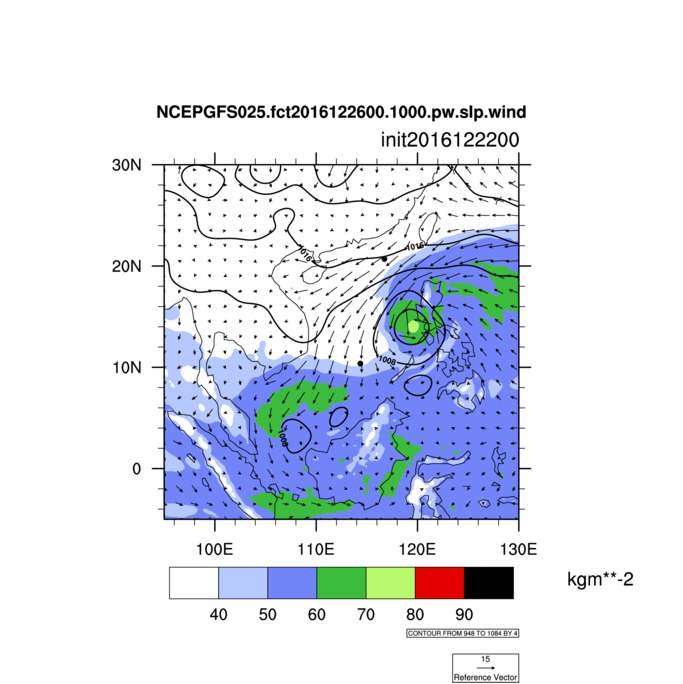 NCEPGFS025.fct2016122600.1000.pw.slp.wind
init2016122200
30N
20N
10N
0
1016
1016
1008
1008
100E
110E
120E
130E
kgm**-2
40
50
60
70
80
90
CONTOUR FROM 948 TO 1084 BY 4
15
Reference Vector